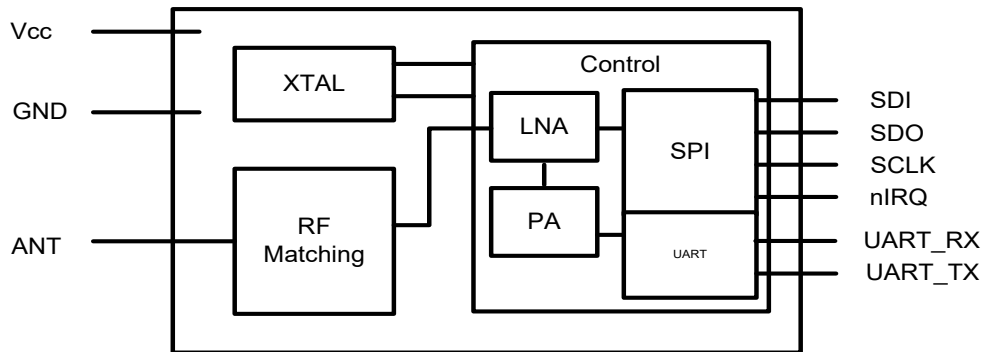 Vcc
GND
ANT
XTAL
RF
Matching
Control
LNA
PA
SPI
UART
SDI
SDO
SCLK
nIRQ
UART_RX
UART_TX